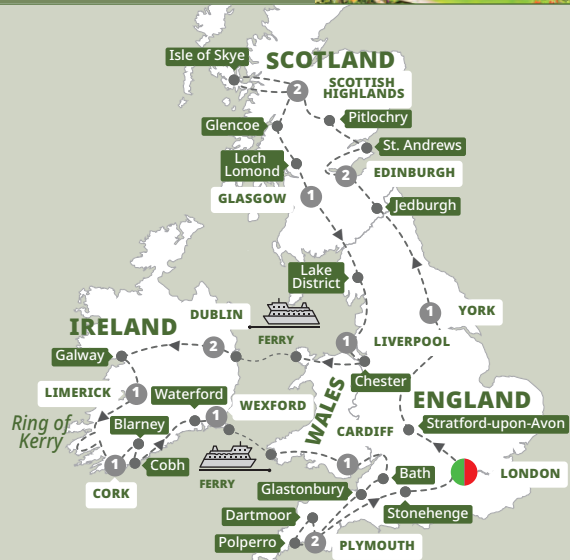 Isle of Skye
SCOTLAND
2
SCOTTISH
HIGHLANDS
Pitlochry
Glencoe
St. Andrews
Loch
Lomond
2
EDINBURGH
GLASGOW
1
Jedburgh
Lake
District
DUBLIN
1
YORK
IRELAND
FERRY
2
1
LIVERPOOL
Galway
Chester
LIMERICK
1
Waterford
WEXFORD
WALES
ENGLAND
Ring of
Kerry
Blarney
1
CARDIFF
Stratford-upon-Avon
1
Cobh
FERRY
1
Bath
LONDON
CORK
Glastonbury
Stonehenge
Dartmoor
Polperro
2
PLYMOUTH